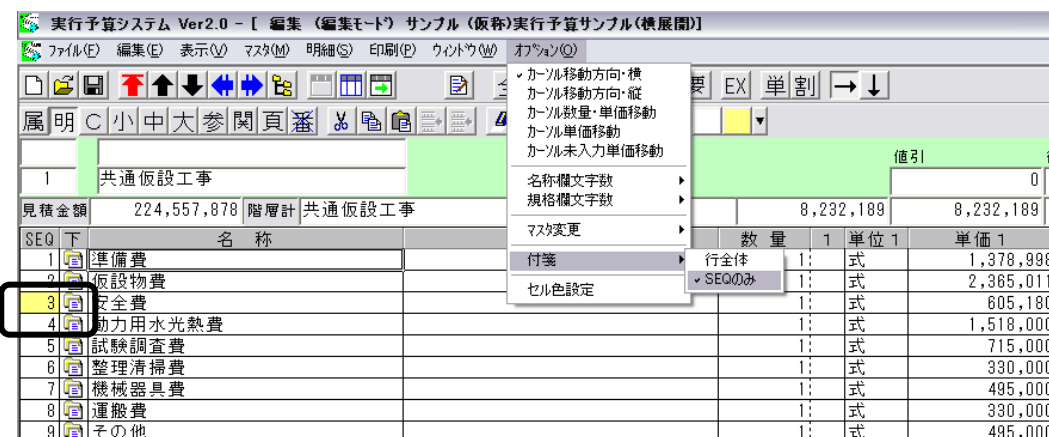 実行予算システム Ver2.0 - [ 編集 (編集ﾓｰﾄﾞ) サンプル (仮称)実行予算サンプル(横展開)]
ﾌｧｲﾙ(F) 編集(E) 表示(V) ﾏｽﾀ(M) 明細(S) 印刷(P) ｳｨﾝﾄﾞｳ(W) ｵﾌﾟｼｮﾝ(O)
要 EX 単 割
属 明 C 小 中 大 参 関 頁 番
✓ カーソル移動方向・横
カーソル移動方向・縦
カーソル数量・単価移動
カーソル単価移動
カーソル未入力単価移動
名称欄文字数
規格欄文字数
マスタ変更
付箋
セル色設定
行全体
✓ SEQのみ
値引
1 共通仮設工事 0
見積金額 224,557,878 階層計 共通仮設工事 8,232,189 8,232,189
SEQ 下 名 称 数 量 1 単位 1 単価 1
1 準備費 1 式 1,378,998
2 仮設物費 1 式 2,365,011
3 安全費 1 式 605,180
4 動力用水光熱費 1 式 1,518,000
5 試験調査費 1 式 715,000
6 整理清掃費 1 式 330,000
7 機械器具費 1 式 495,000
8 運搬費 1 式 330,000
9 その他 1 式 495,000